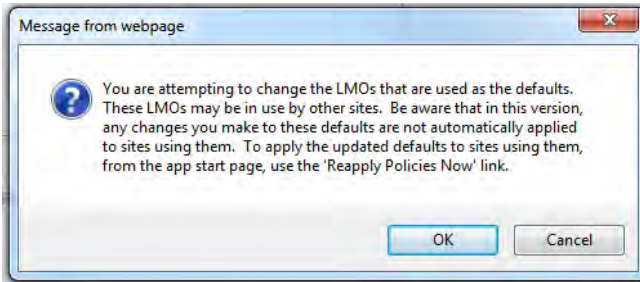 Message from webpage
You are attempting to change the LMOs that are used as the defaults.
These LMOs may be in use by other sites. Be aware that in this version,
any changes you make to these defaults are not automatically applied
to sites using them. To apply the updated defaults to sites using them,
from the app start page, use the 'Reapply Policies Now' link.
OK
Cancel